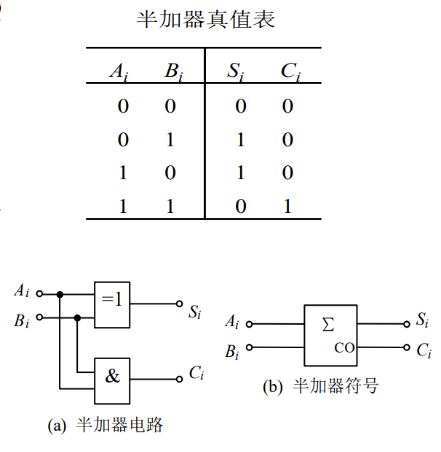 半加器真值表
Ai Bi Si Ci
0 0 0 0
0 1 1 0
1 0 1 0
1 1 0 1
Ai
Bi
=1
Si
&
Ci
(a) 半加器电路
Ai
Bi
Σ
CO
Si
Ci
(b) 半加器符号